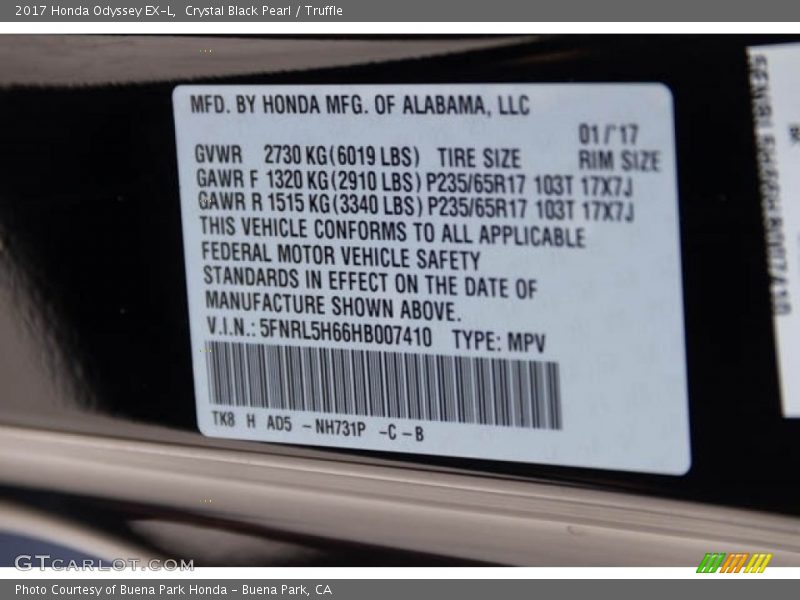 2017 Honda Odyssey EX-L, Crystal Black Pearl / Truffle
MFD. BY HONDA MFG. OF ALABAMA, LLC
01/'17
GVWR 2730 KG(6019 LBS) TIRE SIZE RIM SIZE
GAWR F 1320 KG(2910 LBS) P235/65R17 103T 17X7J
GAWR R 1515 KG(3340 LBS) P235/65R17 103T 17X7J
THIS VEHICLE CONFORMS TO ALL APPLICABLE
FEDERAL MOTOR VEHICLE SAFETY
STANDARDS IN EFFECT ON THE DATE OF
MANUFACTURE SHOWN ABOVE.
V.I.N.: 5FNRL5H66HB007410 TYPE: MPV
TK8 H AD5 -NH731P -C-B
5FNRL5H66HB007410
GTCarLot.com
Photo Courtesy of Buena Park Honda - Buena Park, CA